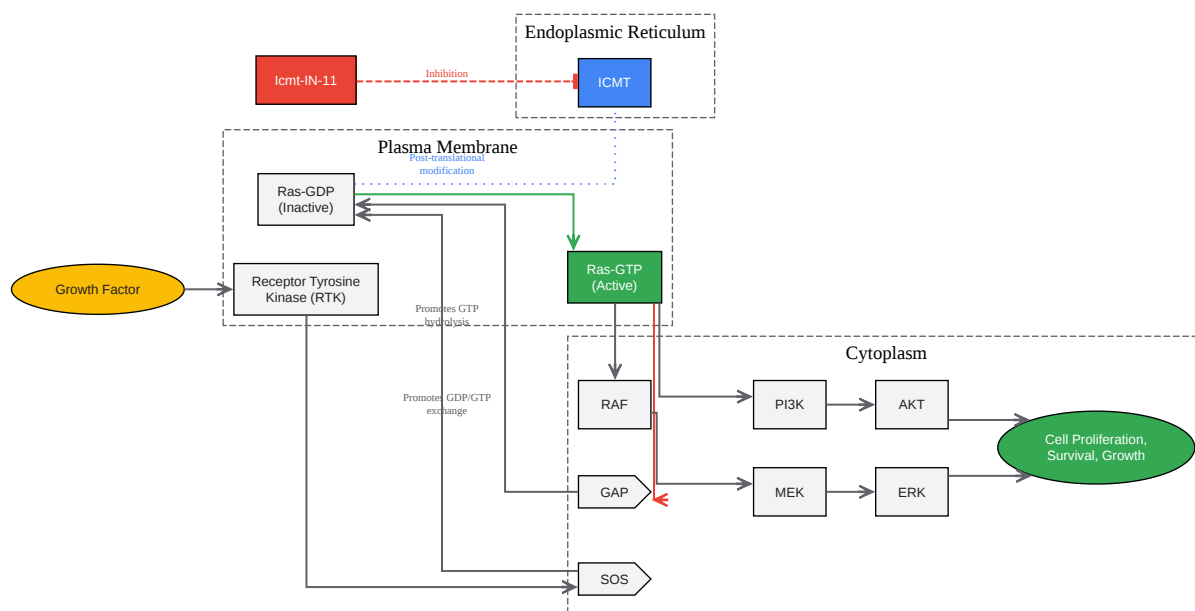 Endoplasmic Reticulum
Icmt-IN-11
Inhibition
ICMT
Plasma Membrane
Post-translational
modification
Ras-GDP
(Inactive)
Growth Factor
Receptor Tyrosine
Kinase (RTK)
Ras-GTP
(Active)
Promotes GTP
hydrolysis
Cytoplasm
Promotes GDP/GTP
exchange
RAF
PI3K
AKT
Cell Proliferation,
Survival, Growth
GAP
MEK
ERK
SOS